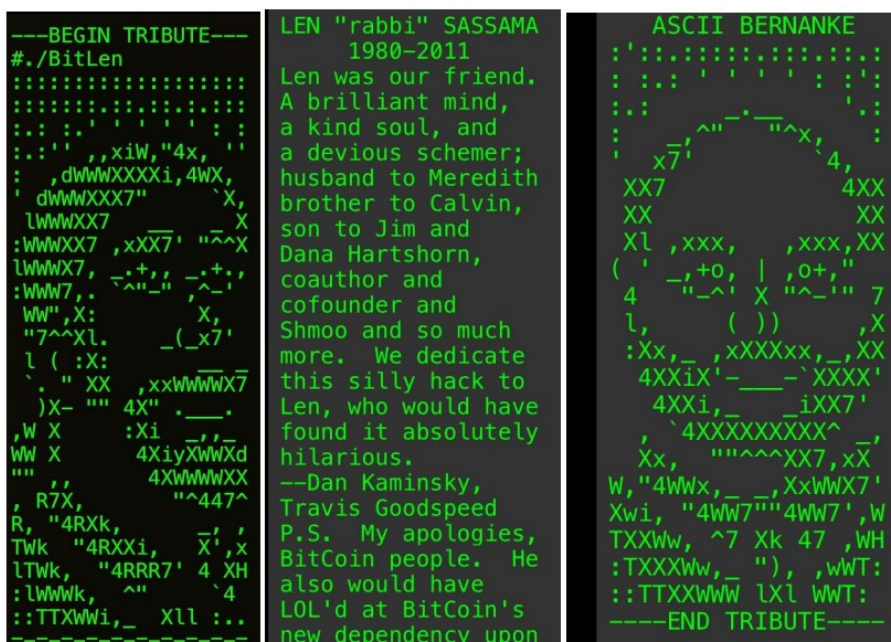 ---BEGIN TRIBUTE---
#./BitLen
LEN "rabbi" SASSAMA
1980-2011
Len was our friend.
A brilliant mind,
a kind soul, and
a devious schemer;
husband to Meredith
brother to Calvin,
son to Jim and
Dana Hartshorn,
coauthor and
cofounder and
Shmoo and so much
more.  We dedicate
this silly hack to
Len, who would have
found it absolutely
hilarious.
--Dan Kaminsky,
Travis Goodspeed
P.S.  My apologies,
BitCoin people.  He
also would have
LOL'd at BitCoin's
new dependency upon
ASCII BERNANKE
----END TRIBUTE----